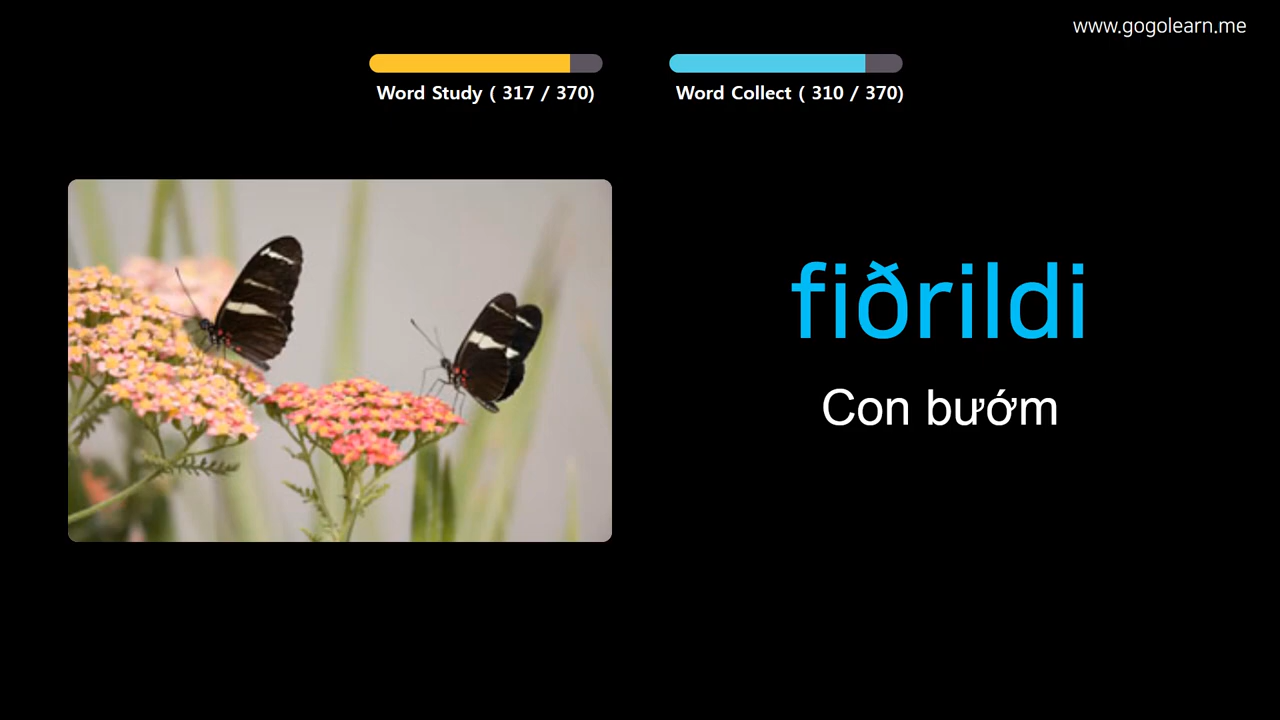 www.gogolearn.me
Word Study ( 317 / 370)
Word Collect ( 310 / 370)
fiðrildi
Con bướm